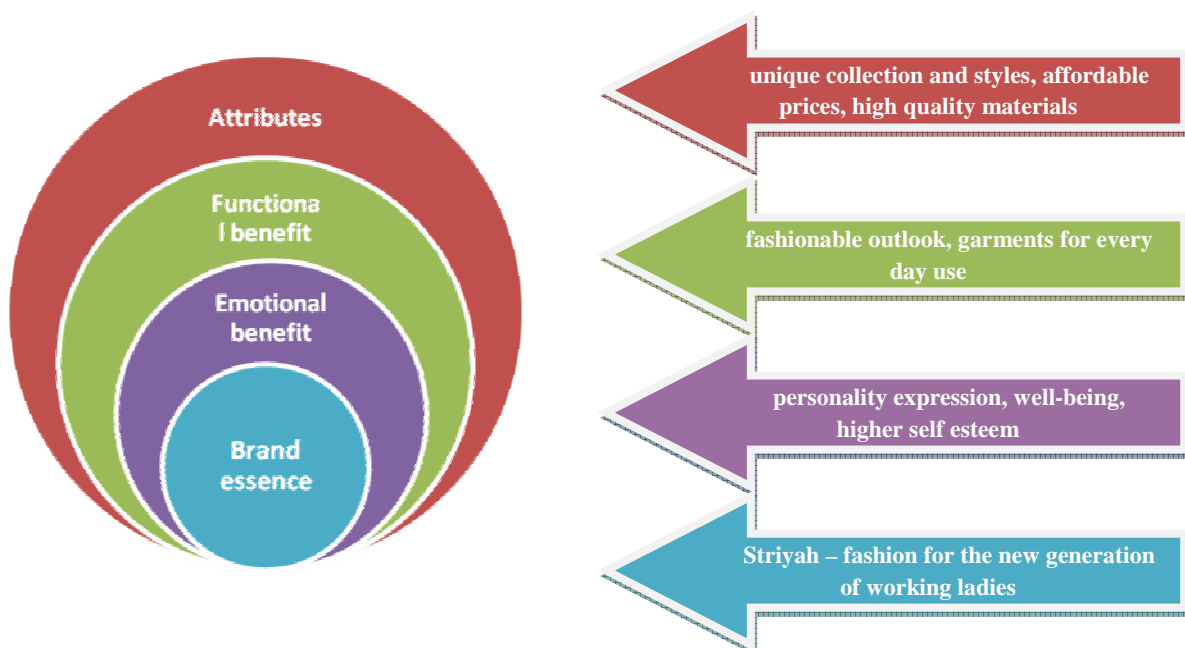 Attributes
Functiona
l benefit
Emotional
benefit
Brand
essence
unique collection and styles, affordable
prices, high quality materials
fashionable outlook, garments for every
day use
personality expression, well-being,
higher self esteem
Striyah – fashion for the new generation
of working ladies